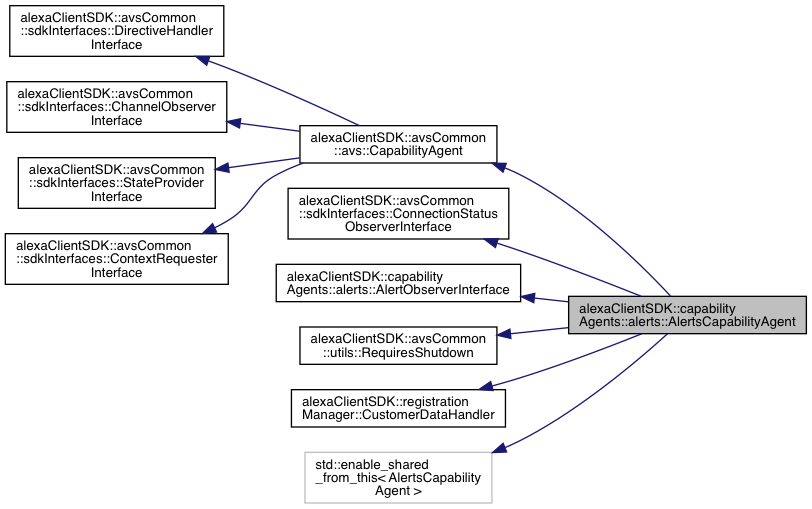 alexaClientSDK::avsCommon
::sdkInterfaces::DirectiveHandler
Interface
alexaClientSDK::avsCommon
::sdkInterfaces::ChannelObserver
Interface
alexaClientSDK::avsCommon
::sdkInterfaces::StateProvider
Interface
alexaClientSDK::avsCommon
::sdkInterfaces::ContextRequester
Interface
alexaClientSDK::avsCommon
::avs::CapabilityAgent
alexaClientSDK::avsCommon
::sdkInterfaces::ConnectionStatus
ObserverInterface
alexaClientSDK::capability
Agents::alerts::AlertObserverInterface
alexaClientSDK::avsCommon
::utils::RequiresShutdown
alexaClientSDK::registration
Manager::CustomerDataHandler
std::enable_shared
_from_this< AlertsCapability
Agent >
alexaClientSDK::capability
Agents::alerts::AlertsCapabilityAgent